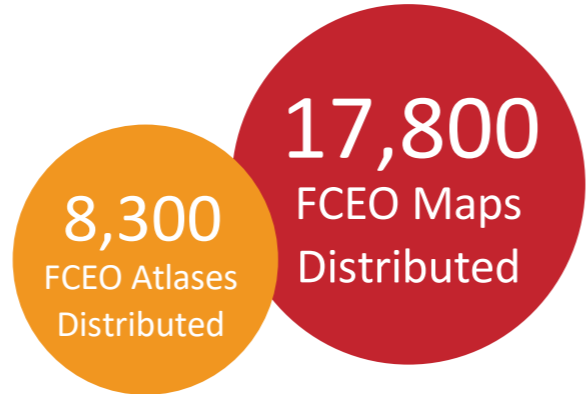 8,300
FCEO Atlases
Distributed
17,800
FCEO Maps
Distributed